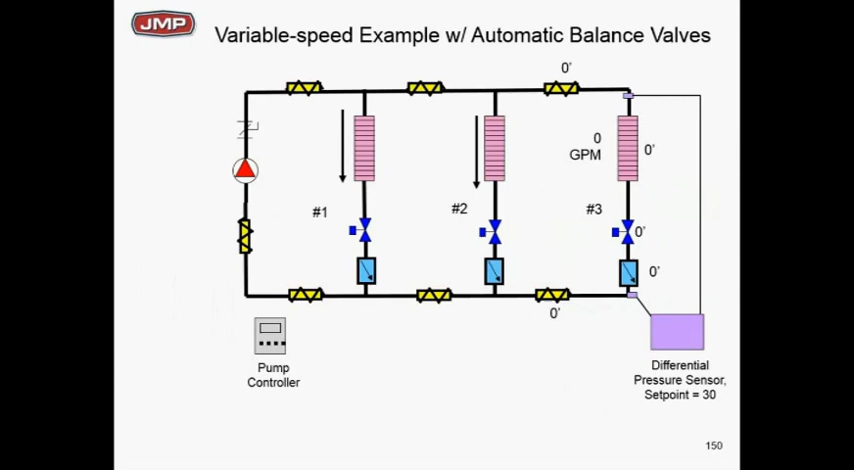 JMP
Variable-speed Example w/ Automatic Balance Valves
0'
0
GPM
0'
#1
#2
#3
0'
0'
0'
Pump
Controller
Differential
Pressure Sensor,
Setpoint = 30
150